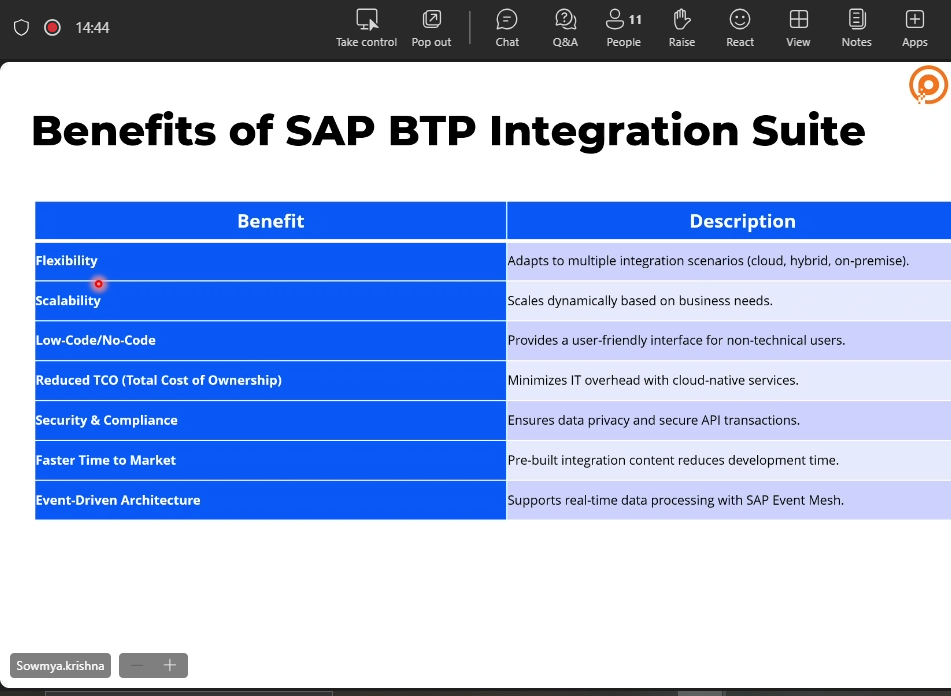 14:44
Take control
Pop out
Chat
Q&A
11
People
Raise
React
View
Notes
Apps
Benefits of SAP BTP Integration Suite
Benefit Description
Flexibility Adapts to multiple integration scenarios (cloud, hybrid, on-premise).
Scalability Scales dynamically based on business needs.
Low-Code/No-Code Provides a user-friendly interface for non-technical users.
Reduced TCO (Total Cost of Ownership) Minimizes IT overhead with cloud-native services.
Security & Compliance Ensures data privacy and secure API transactions.
Faster Time to Market Pre-built integration content reduces development time.
Event-Driven Architecture Supports real-time data processing with SAP Event Mesh.
Sowmya.krishna